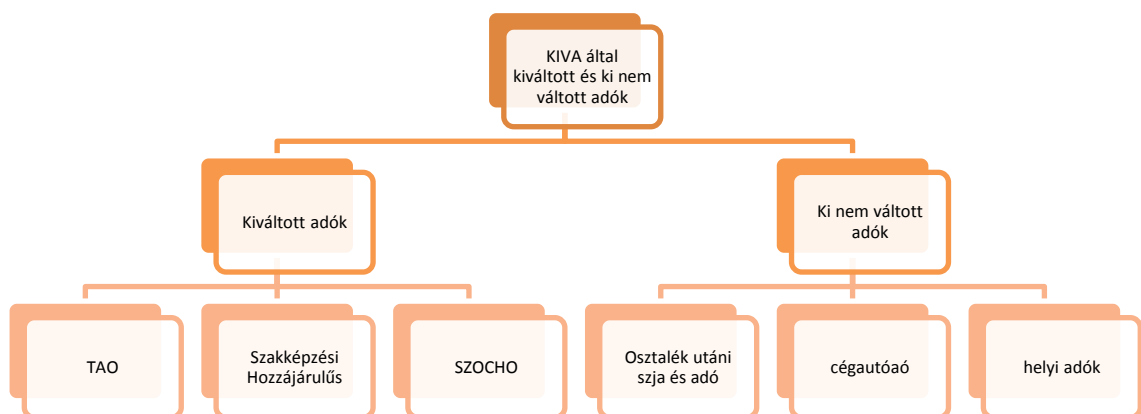 KIVA által
kiváltott és ki nem
váltott adók
Kiváltott adók
Ki nem váltott
adók
TAO
Szakképzési
Hozzájárulűs
SZOCHO
Osztalék utáni
szja és adó
cégautóaó
helyi adók